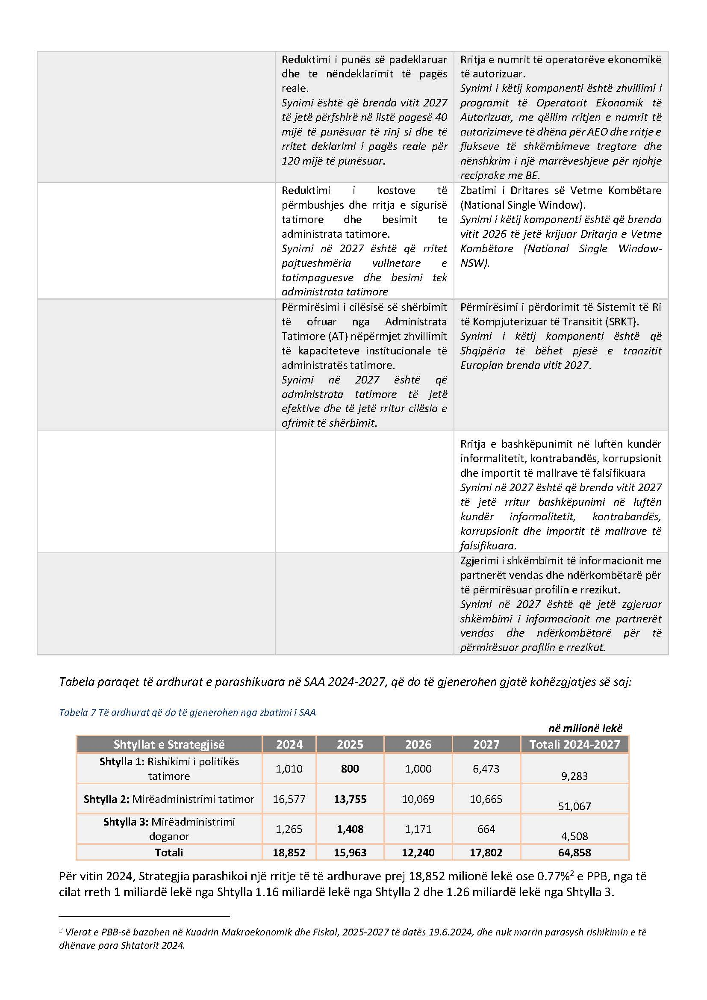 Reduktimi i punës së padeklaruar
dhe te nëndeklarimit të pagës
reale.
Synimi është që brenda vitit 2027
të jetë përfshirë në listë pagesë 40
mijë të punësuar të rinj si dhe të
rritet deklarimi i pagës reale për
120 mijë të punësuar.
Rritja e numrit të operatorëve ekonomikë
të autorizuar.
Synimi i këtij komponenti është zhvillimi i
programit të Operatorit Ekonomik të
Autorizuar, me qëllim rritjen e numrit të
autorizimeve të dhëna për AEO dhe rritje e
flukseve të shkëmbimeve tregtare dhe
nënshkrim i një marrëveshjeve për njohje
reciproke me BE.
Reduktimi i kostove të
përmbushjes dhe rritja e sigurisë
tatimore dhe besimit te
administrata tatimore.
Synimi në 2027 është që rritet
pajtueshmëria vullnetare e
tatimpaguesve dhe besimi tek
administrata tatimore
Zbatimi i Dritares së Vetme Kombëtare
(National Single Window).
Synimi i këtij komponenti është që brenda
vitit 2026 të jetë krijuar Dritarja e Vetme
Kombëtare (National Single Window-
NSW).
Përmirësimi i cilësisë së shërbimit
të ofruar nga Administrata
Tatimore (AT) nëpërmjet zhvillimit
të kapaciteteve institucionale të
administratës tatimore.
Synimi në 2027 është që
administrata tatimore të jetë
efektive dhe të jetë rritur cilësia e
ofrimit të shërbimit.
Përmirësimi i përdorimit të Sistemit të Ri
të Kompjuterizuar të Transitit (SRKT).
Synimi i këtij komponenti është që
Shqipëria të bëhet pjesë e tranzitit
Europian brenda vitit 2027.
Rritja e bashkëpunimit në luftën kundër
informalitetit, kontrabandës, korrupsionit
dhe importit të mallrave të falsifikuara
Synimi në 2027 është që brenda vitit 2027
të jetë rritur bashkëpunimi në luftën
kundër informalitetit, kontrabandës,
korrupsionit dhe importit të mallrave të
falsifikuara.
Zgjerimi i shkëmbimit të informacionit me
partnerët vendas dhe ndërkombëtarë për
të përmirësuar profilin e rrezikut.
Synimi në 2027 është që jetë zgjeruar
shkëmbimi i informacionit me partnerët
vendas dhe ndërkombëtarë për të
përmirësuar profilin e rrezikut.
Tabela paraqet të ardhurat e parashikuara në SAA 2024-2027, që do të gjenerohen gjatë kohëzgjatjes së saj:
Tabela 7 Të ardhurat që do të gjenerohen nga zbatimi i SAA
në milionë lekë
Shtyllat e Strategjisë 2024 2025 2026 2027 Totali 2024-2027
Shtylla 1: Rishikimi i politikës
tatimore 1,010 800 1,000 6,473 9,283
Shtylla 2: Mirëadministrimi tatimor 16,577 13,755 10,069 10,665 51,067
Shtylla 3: Mirëadministrimi
doganor 1,265 1,408 1,171 664 4,508
Totali 18,852 15,963 12,240 17,802 64,858
Për vitin 2024, Strategjia parashikoi një rritje të të ardhurave prej 18,852 milionë lekë ose 0.77%² e PPB, nga të
cilat rreth 1 miliardë lekë nga Shtylla 1.16 miliardë lekë nga Shtylla 2 dhe 1.26 miliardë lekë nga Shtylla 3.
² Vlerat e PBB-së bazohen në Kuadrin Makroekonomik dhe Fiskal, 2025-2027 të datës 19.6.2024, dhe nuk marrin parasysh rishikimin e të
dhënave para Shtatorit 2024.